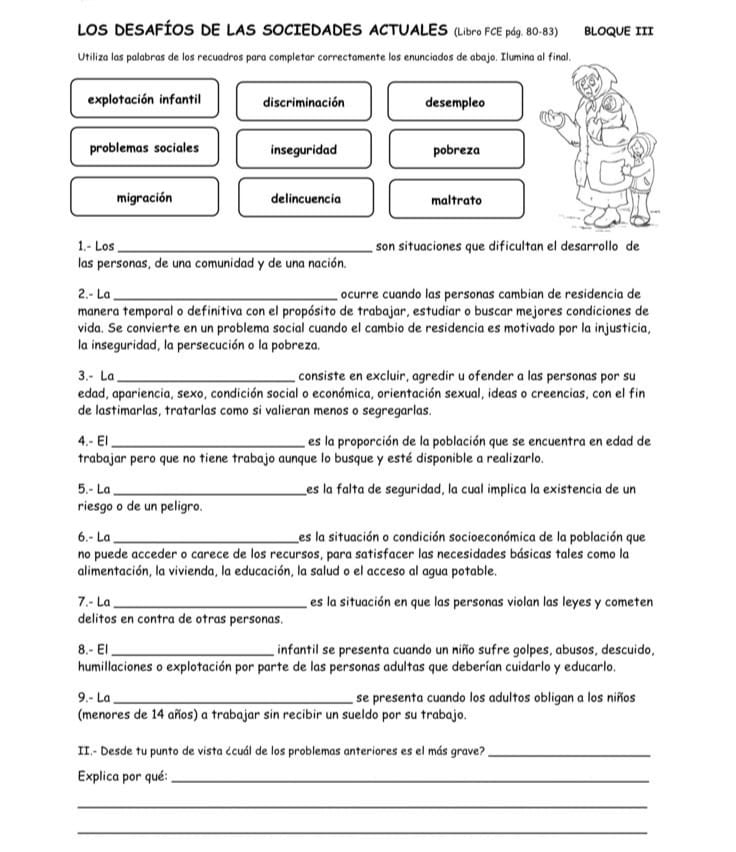 LOS DESAFÍOS DE LAS SOCIEDADES ACTUALES (Libro FCE pág. 80-83) BLOQUE III
Utiliza las palabras de los recuadros para completar correctamente los enunciados de abajo. Ilumina al final.
explotación infantil discriminación desempleo
problemas sociales inseguridad pobreza
migración delincuencia maltrato
1.- Los ______________________ son situaciones que dificultan el desarrollo de
las personas, de una comunidad y de una nación.
2.- La ______________________ ocurre cuando las personas cambian de residencia de
manera temporal o definitiva con el propósito de trabajar, estudiar o buscar mejores condiciones de
vida. Se convierte en un problema social cuando el cambio de residencia es motivado por la injusticia,
la inseguridad, la persecución o la pobreza.
3.- La ______________________ consiste en excluir, agredir u ofender a las personas por su
edad, apariencia, sexo, condición social o económica, orientación sexual, ideas o creencias, con el fin
de lastimarlas, tratarlas como si valieran menos o segregarlas.
4.- El ______________________ es la proporción de la población que se encuentra en edad de
trabajar pero que no tiene trabajo aunque lo busque y esté disponible a realizarlo.
5.- La ______________________es la falta de seguridad, la cual implica la existencia de un
riesgo o de un peligro.
6.- La ______________________es la situación o condición socioeconómica de la población que
no puede acceder o carece de los recursos, para satisfacer las necesidades básicas tales como la
alimentación, la vivienda, la educación, la salud o el acceso al agua potable.
7.- La ______________________ es la situación en que las personas violan las leyes y cometen
delitos en contra de otras personas.
8.- El ______________________ infantil se presenta cuando un niño sufre golpes, abusos, descuido,
humillaciones o explotación por parte de las personas adultas que deberían cuidarlo y educarlo.
9.- La ______________________ se presenta cuando los adultos obligan a los niños
(menores de 14 años) a trabajar sin recibir un sueldo por su trabajo.
II.- Desde tu punto de vista ¿cuál de los problemas anteriores es el más grave? ______________________
Explica por qué: ______________________